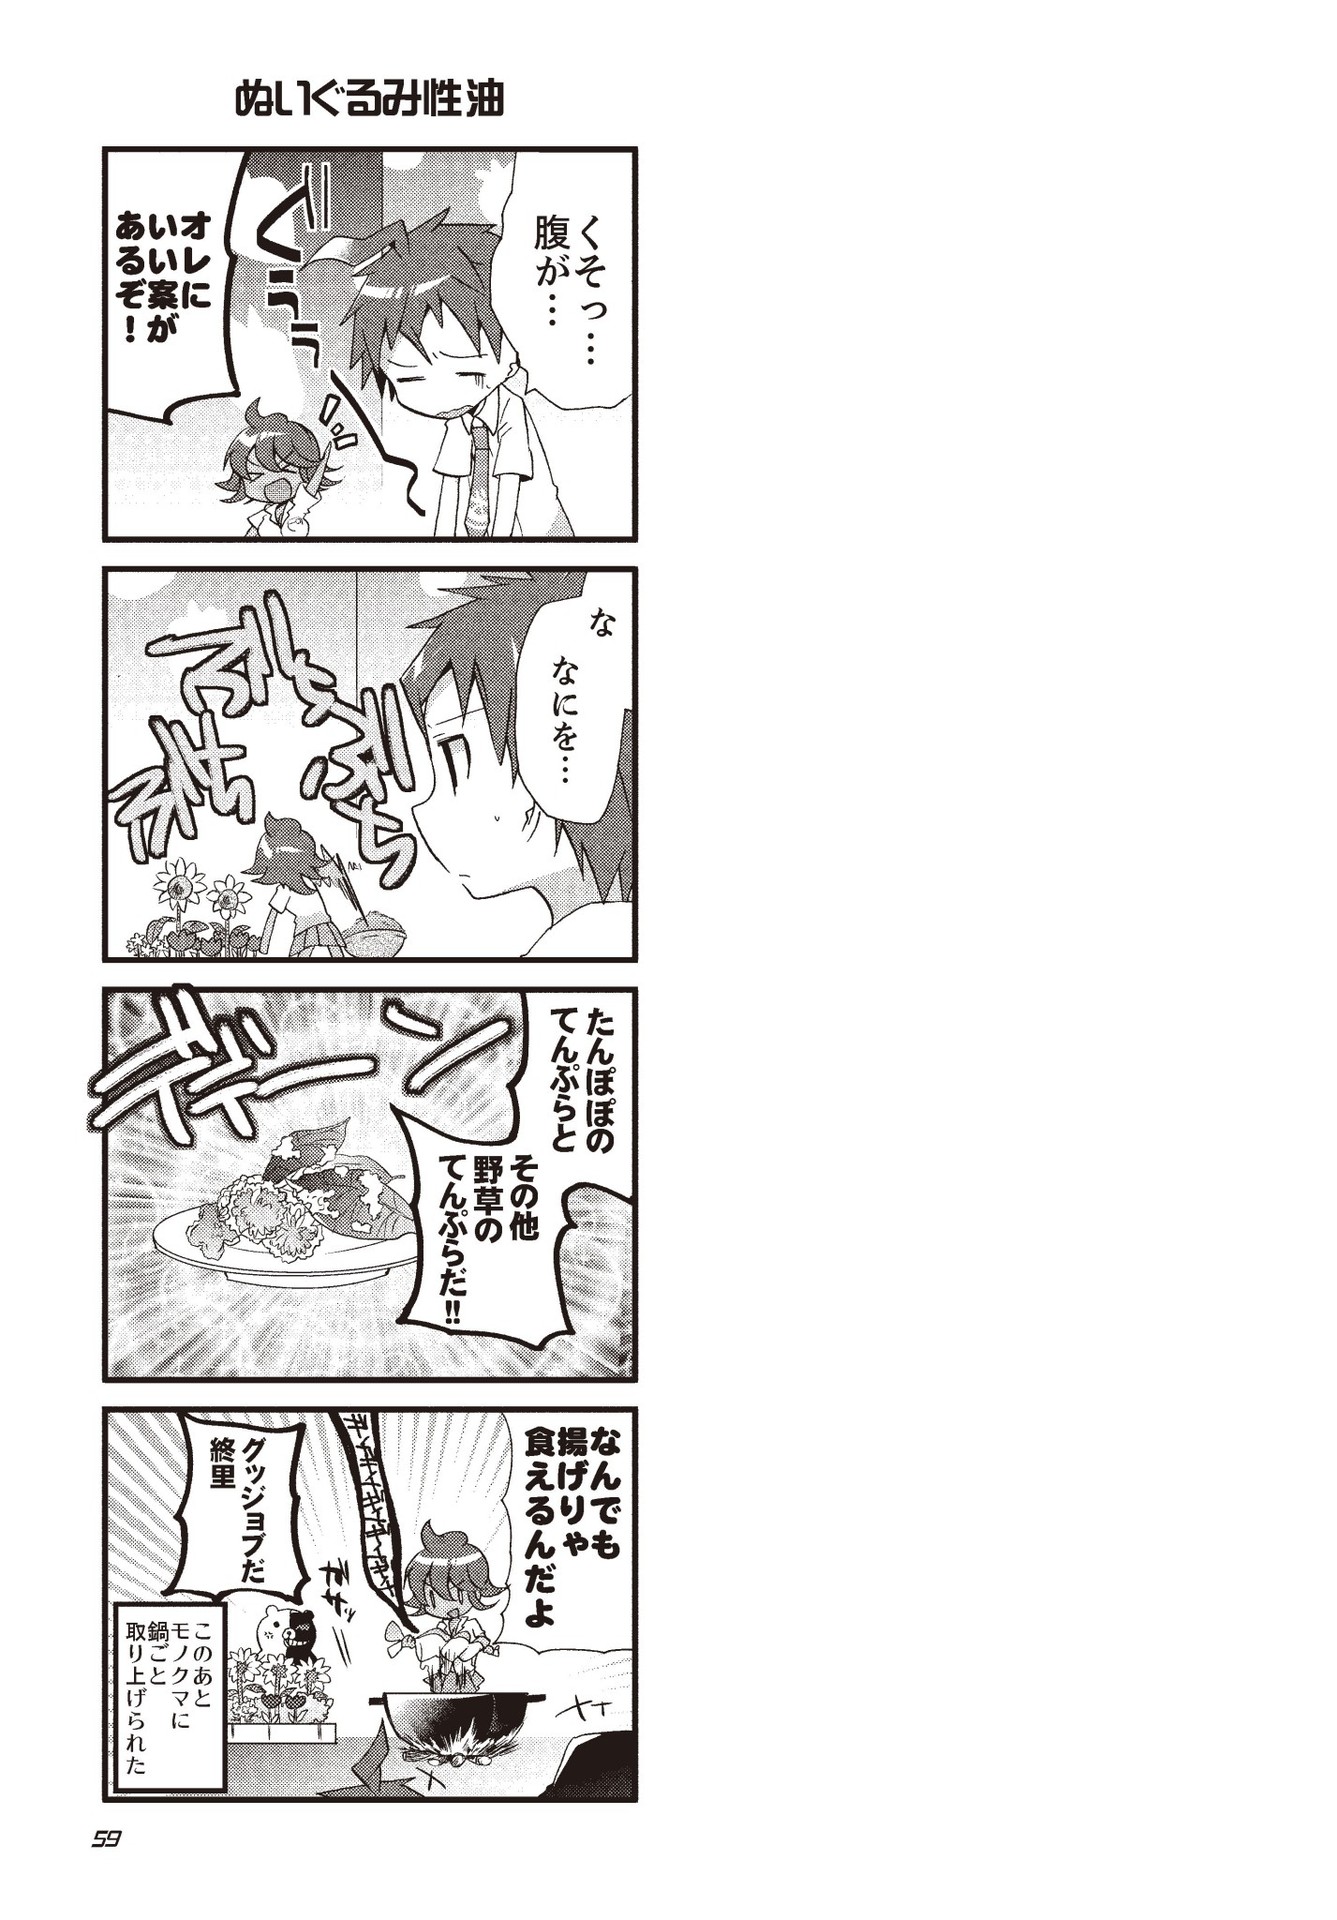 ぬいぐるみ性油
くそっ…
腹が…
ぐぅぅぅ
オレに
いい案が
あるぞ！
な
なにを…
ぶちっ
ぶちっ
ぶちぶち
たんぽぽの
てんぷらと
その他
野草の
てんぷらだ!!
デデーン
なんでも
揚げりゃ
食えるんだよ
グッジョブだ
終里
このあと
モノクマに
鍋ごと
取り上げられた
59